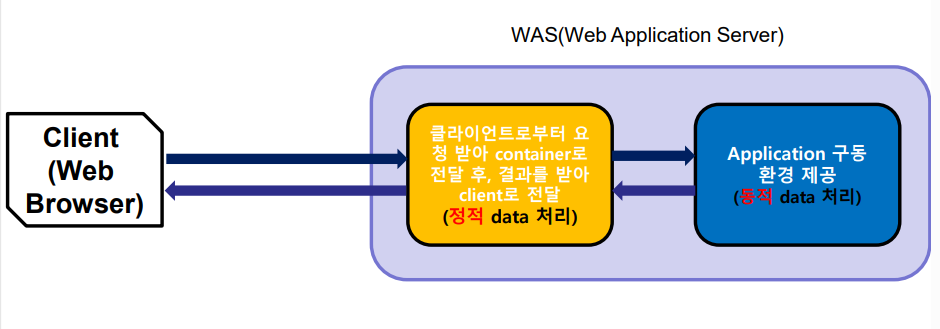 WAS(Web Application Server)
Client
(Web
Browser)
클라이언트로부터 요
청 받아 container로
전달 후, 결과를 받아
client로 전달
(정적 data 처리)
Application 구동
환경 제공
(동적 data 처리)